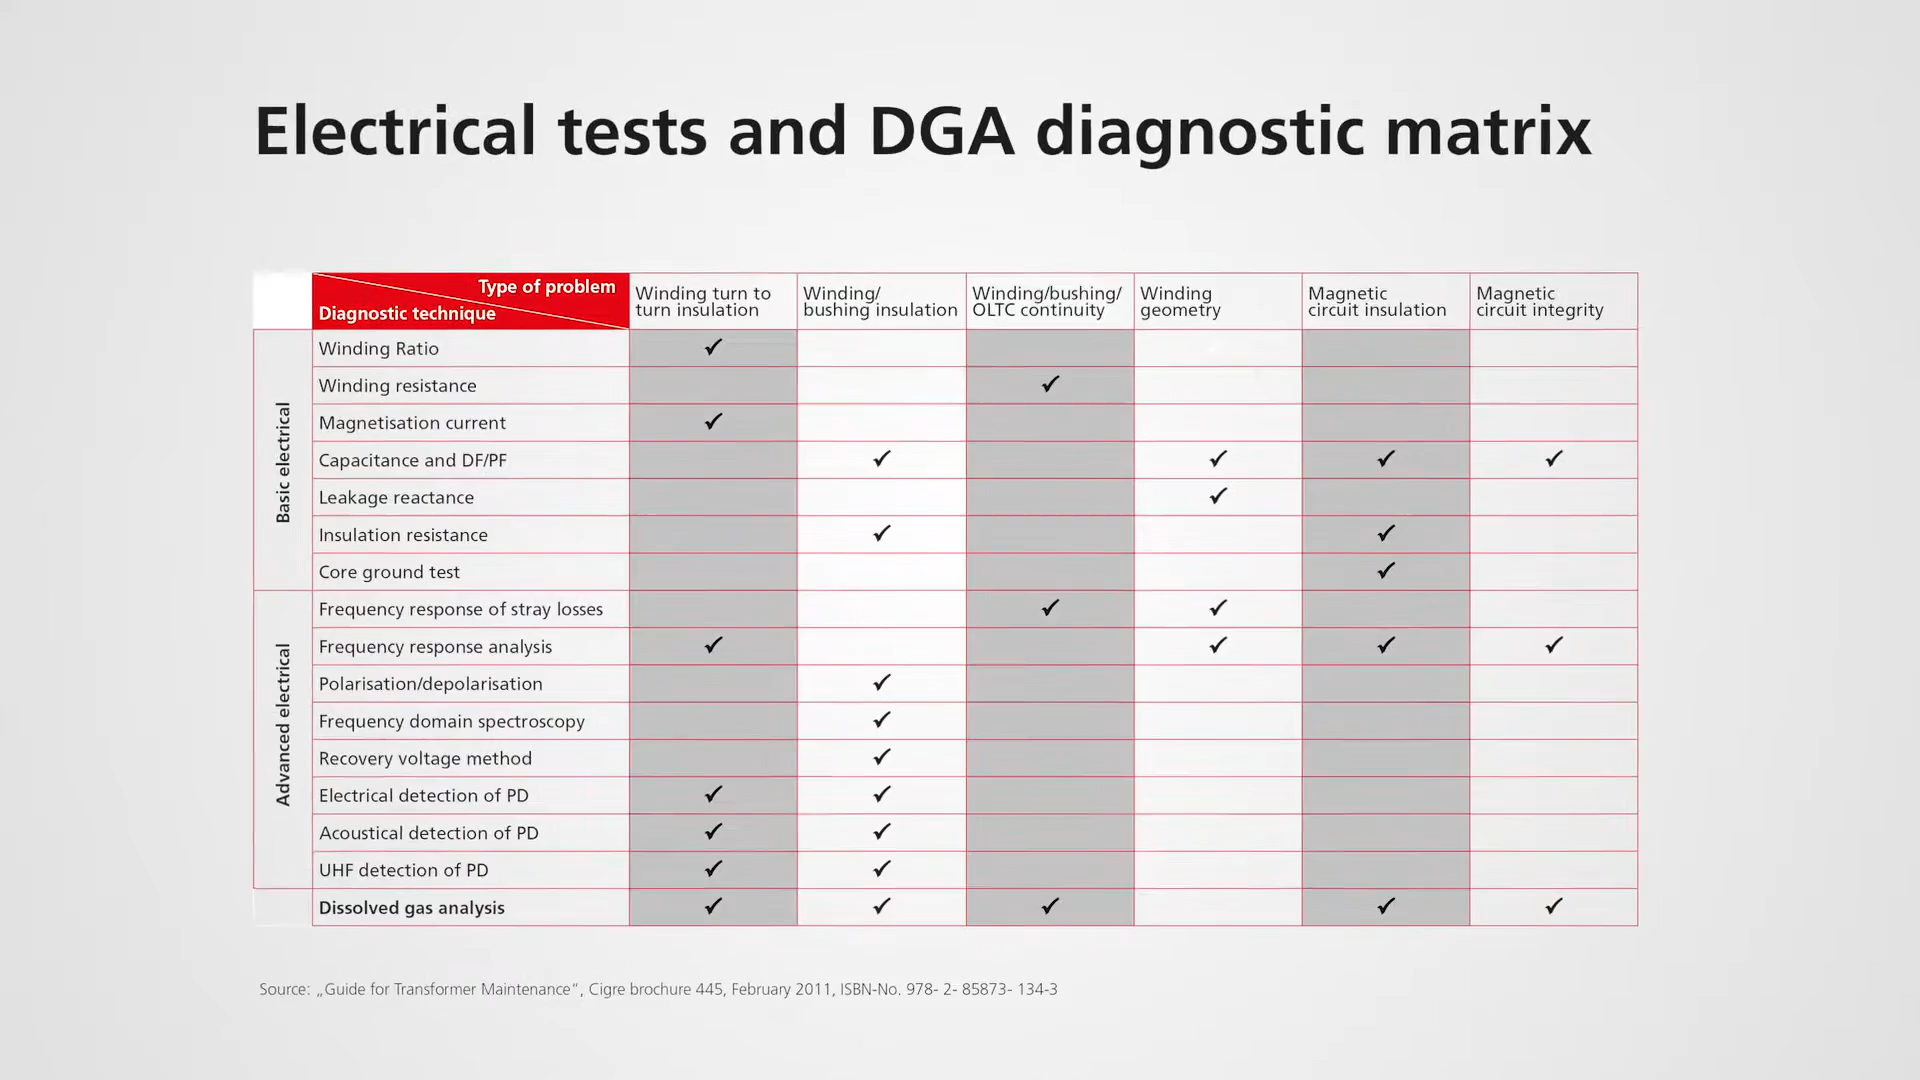 Electrical tests and DGA diagnostic matrix
Type of problem
Diagnostic technique
Winding turn to
turn insulation
Winding/
bushing insulation
Winding/bushing/
OLTC continuity
Winding
geometry
Magnetic
circuit insulation
Magnetic
circuit integrity
Basic electrical
Winding Ratio ✓
Winding resistance ✓
Magnetisation current ✓
Capacitance and DF/PF ✓ ✓ ✓ ✓
Leakage reactance ✓
Insulation resistance ✓ ✓
Core ground test ✓
Advanced electrical
Frequency response of stray losses ✓ ✓
Frequency response analysis ✓ ✓ ✓ ✓
Polarisation/depolarisation ✓
Frequency domain spectroscopy ✓
Recovery voltage method ✓
Electrical detection of PD ✓ ✓
Acoustical detection of PD ✓ ✓
UHF detection of PD ✓ ✓
Dissolved gas analysis ✓ ✓ ✓ ✓ ✓
Source: „Guide for Transformer Maintenance“, Cigre brochure 445, February 2011, ISBN-No. 978- 2- 85873- 134-3